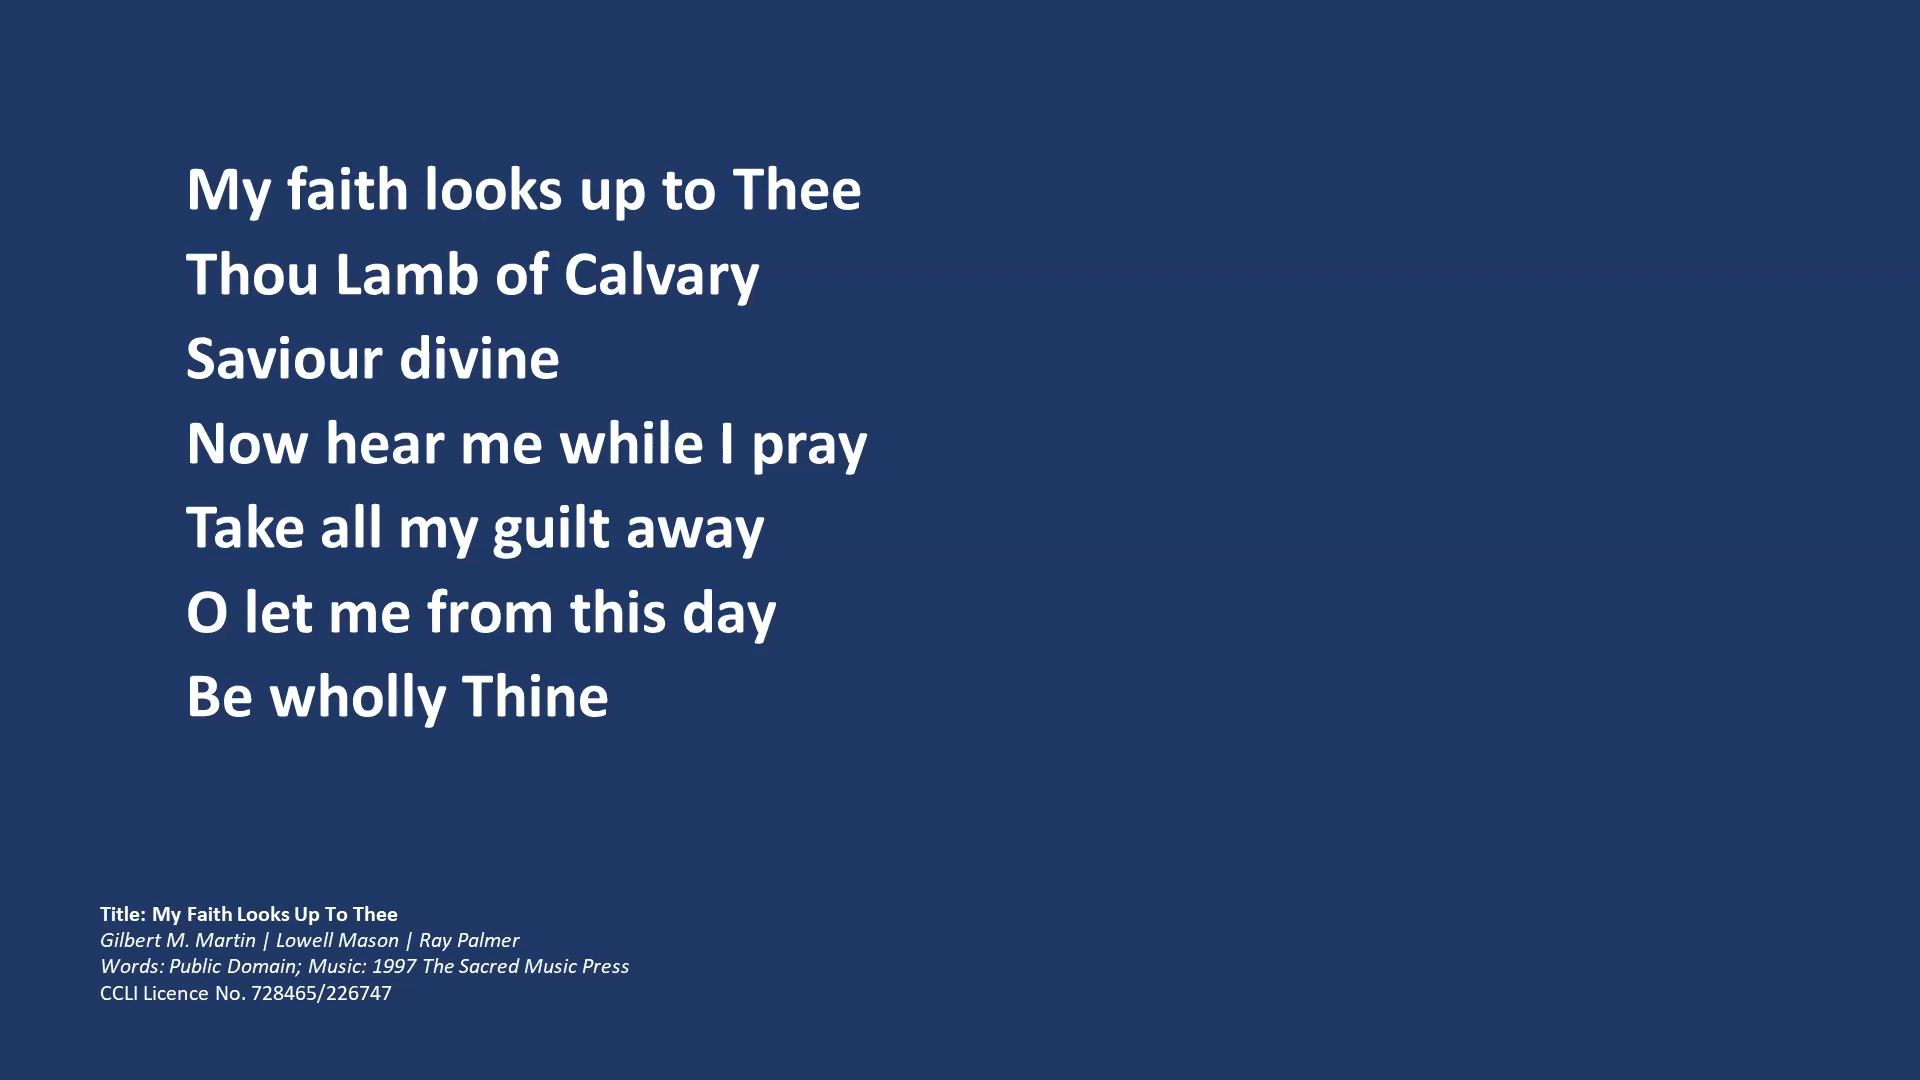 My faith looks up to Thee
Thou Lamb of Calvary
Saviour divine
Now hear me while I pray
Take all my guilt away
O let me from this day
Be wholly Thine
Title: My Faith Looks Up To Thee
Gilbert M. Martin | Lowell Mason | Ray Palmer
Words: Public Domain; Music: 1997 The Sacred Music Press
CCLI Licence No. 728465/226747